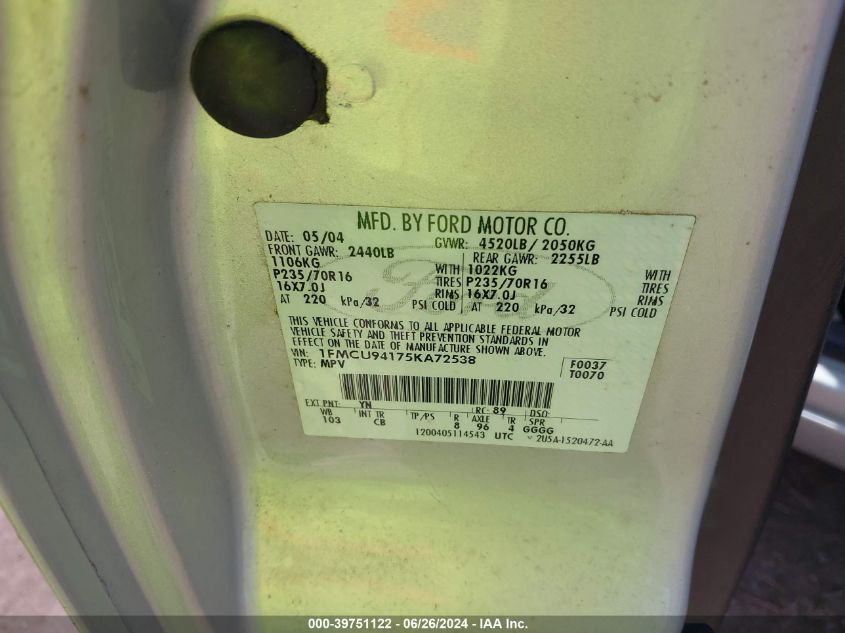 MFD. BY FORD MOTOR CO.
DATE: 05/04 GVWR: 4520LB/ 2050KG
FRONT GAWR: 2440LB REAR GAWR: 2255LB
1106KG WITH 1022KG WITH
P235/70R16 TIRES P235/70R16 TIRES
16X7.0J RIMS 16X7.0J RIMS
AT 220 kPa/32 PSI COLD AT 220 kPa/32 PSI COLD
THIS VEHICLE CONFORMS TO ALL APPLICABLE FEDERAL MOTOR
VEHICLE SAFETY AND THEFT PREVENTION STANDARDS IN
EFFECT ON THE DATE OF MANUFACTURE SHOWN ABOVE.
VIN: 1FMCU94175KA72538 F0037
TYPE: MPV T0070
EXT PNT: YN RC: 89 DSO:
WB INT TR TP/PS R AXLE TR SPR
103 CB 8 96 4 GGGG
1200405114543 UTC 2U5A-1520472-AA
Ford
000-39751122 - 06/26/2024 - IAA Inc.